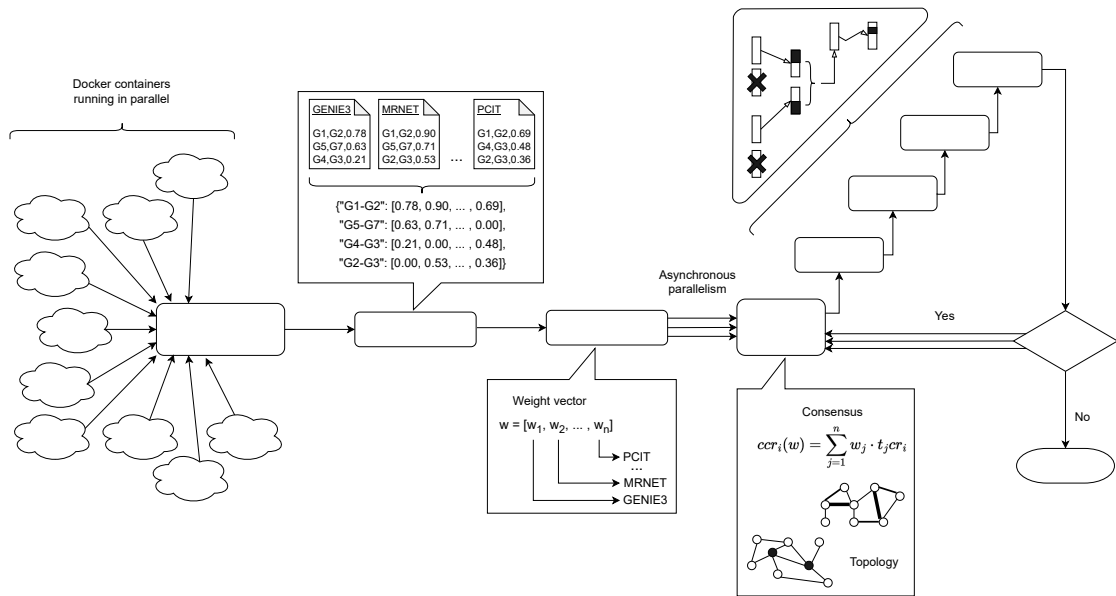 Docker containers
running in parallel
GENIE3
G1,G2,0.78
G5,G7,0.63
G4,G3,0.21
MRNET
G1,G2,0.90
G5,G7,0.71
G2,G3,0.53
...
PCIT
G1,G2,0.69
G4,G3,0.48
G2,G3,0.36
{"G1-G2": [0.78, 0.90, ... , 0.69],
"G5-G7": [0.63, 0.71, ... , 0.00],
"G4-G3": [0.21, 0.00, ... , 0.48],
"G2-G3": [0.00, 0.53, ... , 0.36]}
Asynchronous
parallelism
Yes
No
Weight vector
w = [w₁, w₂, ... , wₙ]
PCIT
...
MRNET
GENIE3
Consensus
ccrᵢ(w) = ∑ⱼ₌₁ⁿ wⱼ · tⱼcrᵢ
Topology